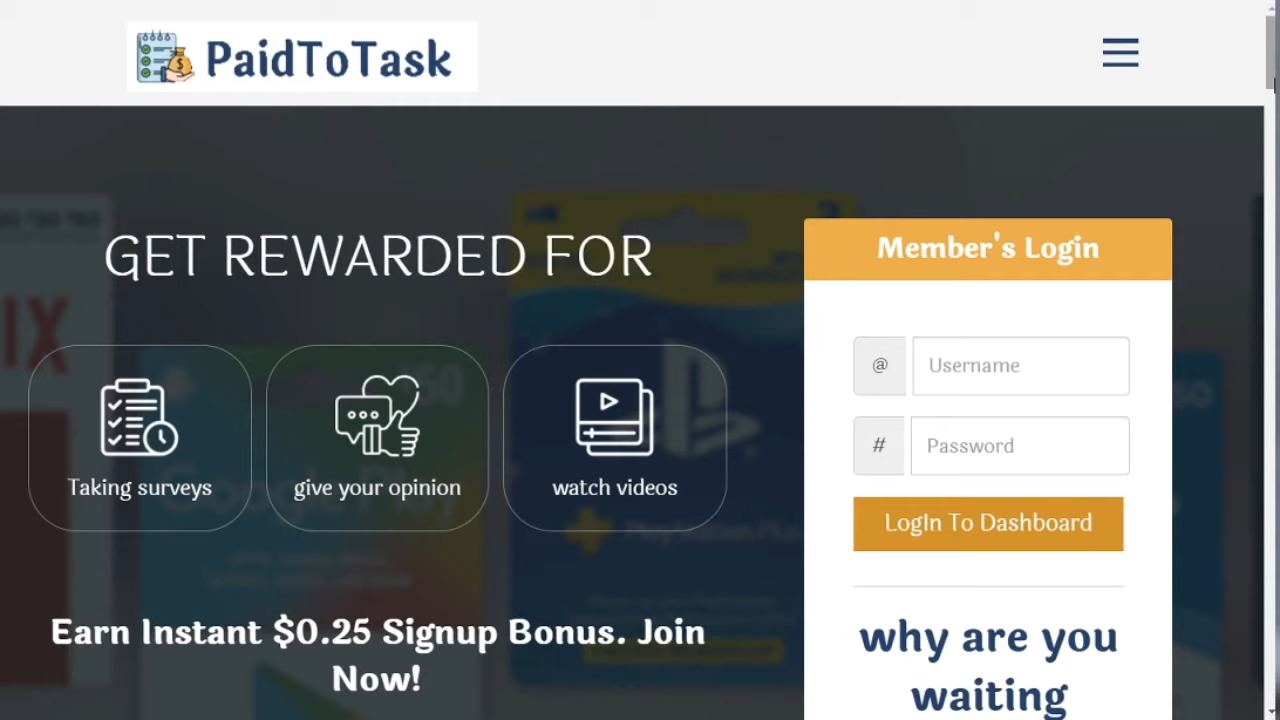 PaidToTask
GET REWARDED FOR
Taking surveys
give your opinion
watch videos
Earn Instant $0.25 Signup Bonus. Join
Now!
Member's Login
@ Username
# Password
LogIn To Dashboard
why are you
waiting